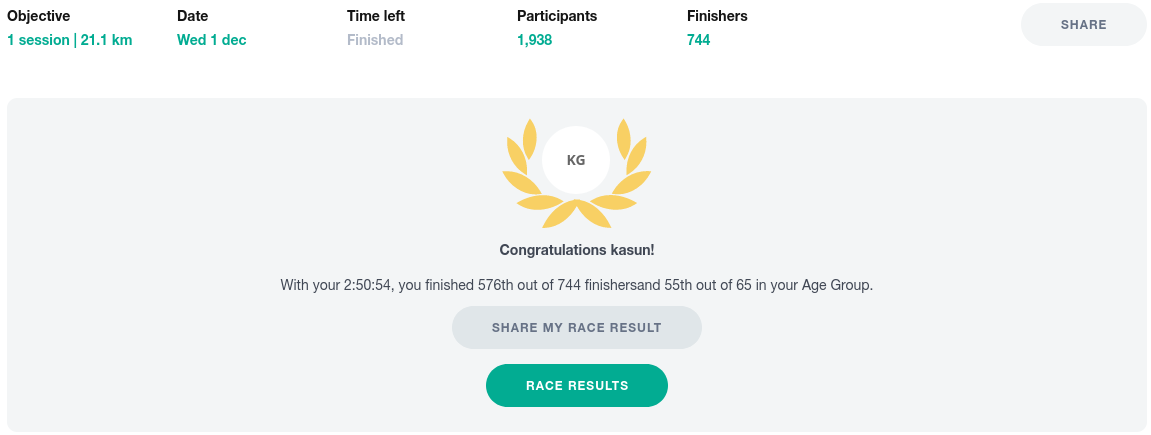 Objective Date Time left Participants Finishers
1 session | 21.1 km Wed 1 dec Finished 1,938 744
SHARE
KG
Congratulations kasun!
With your 2:50:54, you finished 576th out of 744 finishersand 55th out of 65 in your Age Group.
SHARE MY RACE RESULT
RACE RESULTS